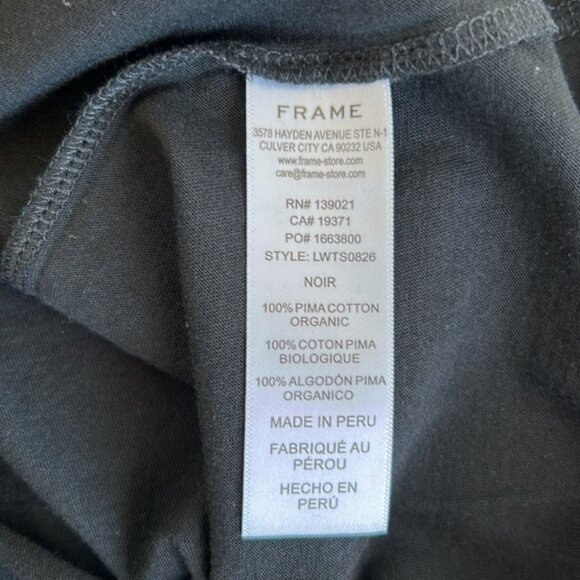 FRAME
3578 HAYDEN AVENUE STE N-1
CULVER CITY CA 90232 USA
www.frame-store.com
care@frame-store.com
RN# 139021
CA# 19371
PO# 1663800
STYLE: LWTS0826
NOIR
100% PIMA COTTON
ORGANIC
100% COTON PIMA
BIOLOGIQUE
100% ALGODÓN PIMA
ORGANICO
MADE IN PERU
FABRIQUÉ AU
PÉROU
HECHO EN
PERÚ